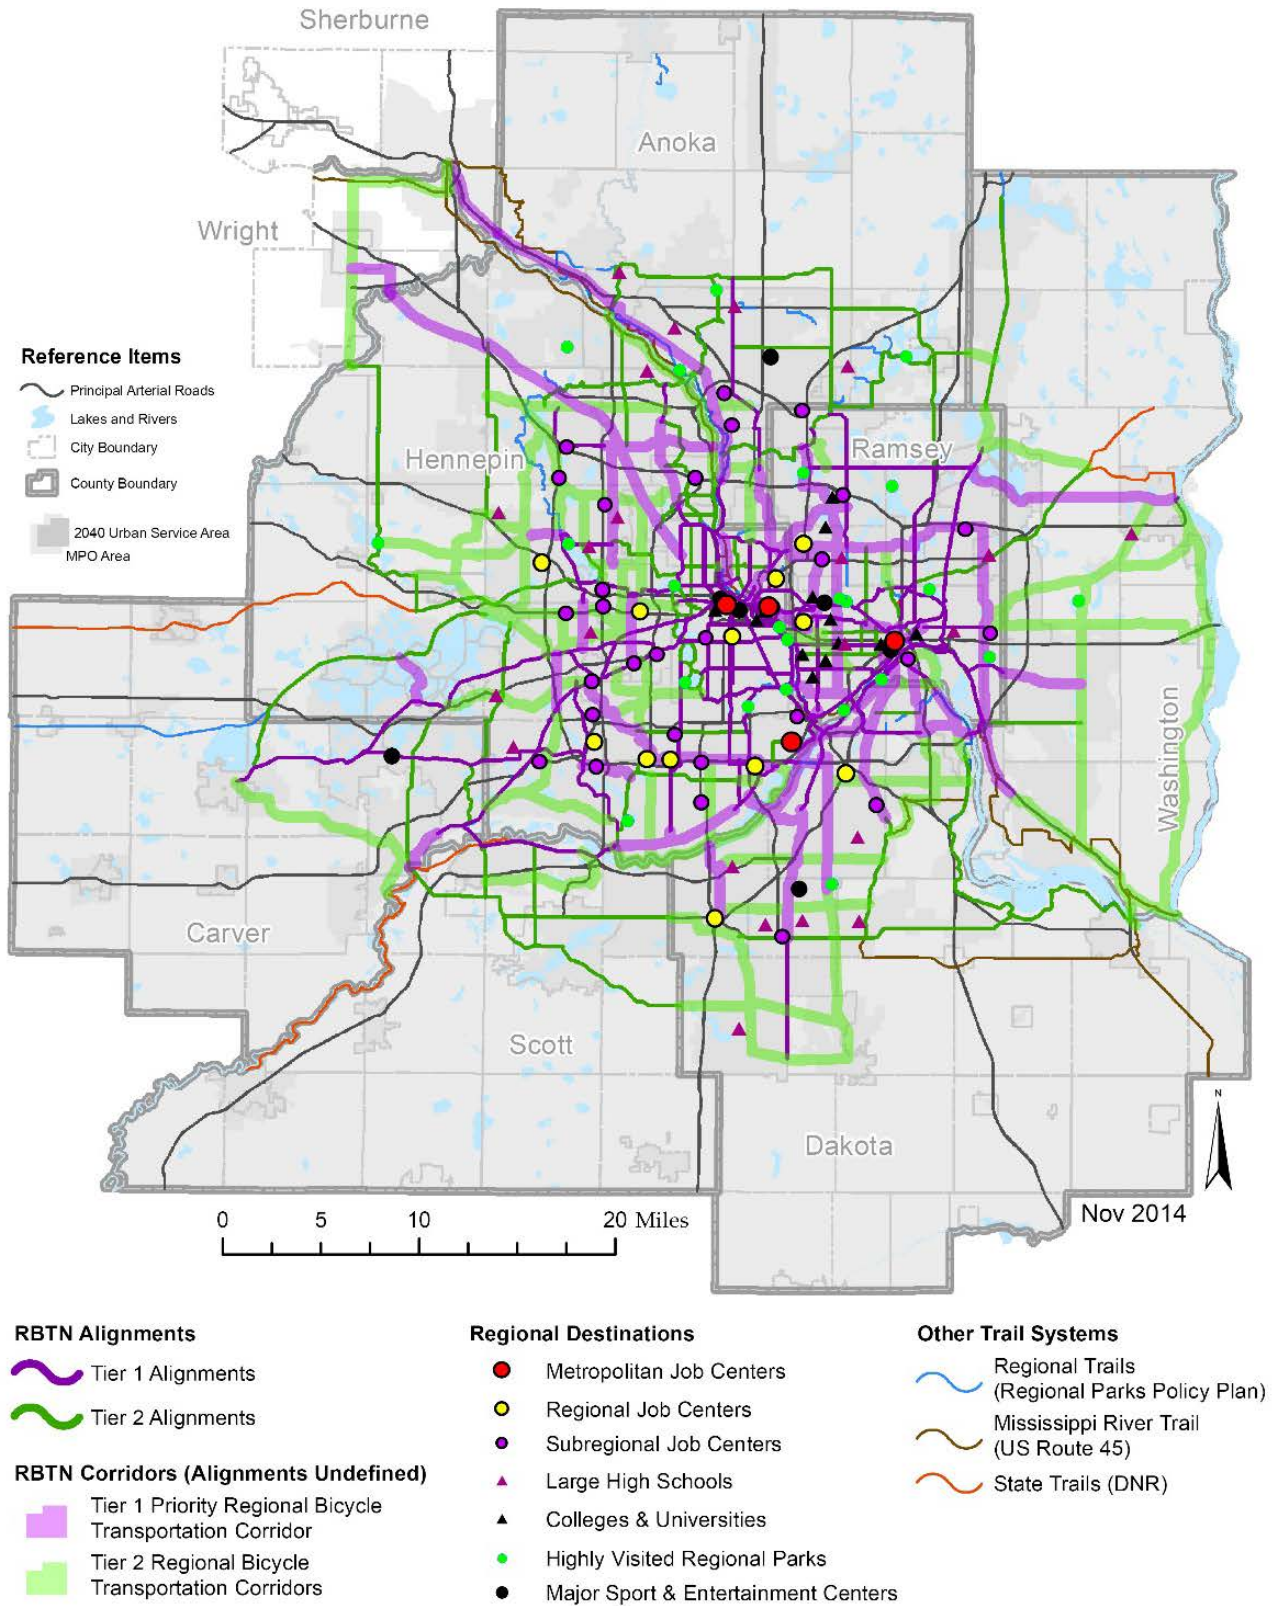 Sherburne
Anoka
Wright
Reference Items
Principal Arterial Roads
Lakes and Rivers
City Boundary
County Boundary
2040 Urban Service Area
MPO Area
Hennepin
Ramsey
Washington
Carver
Scott
Dakota
N
Nov 2014
0 5 10 20 Miles
RBTN Alignments
Tier 1 Alignments
Tier 2 Alignments
RBTN Corridors (Alignments Undefined)
Tier 1 Priority Regional Bicycle
Transportation Corridor
Tier 2 Regional Bicycle
Transportation Corridors
Regional Destinations
Metropolitan Job Centers
Regional Job Centers
Subregional Job Centers
Large High Schools
Colleges & Universities
Highly Visited Regional Parks
Major Sport & Entertainment Centers
Other Trail Systems
Regional Trails
(Regional Parks Policy Plan)
Mississippi River Trail
(US Route 45)
State Trails (DNR)